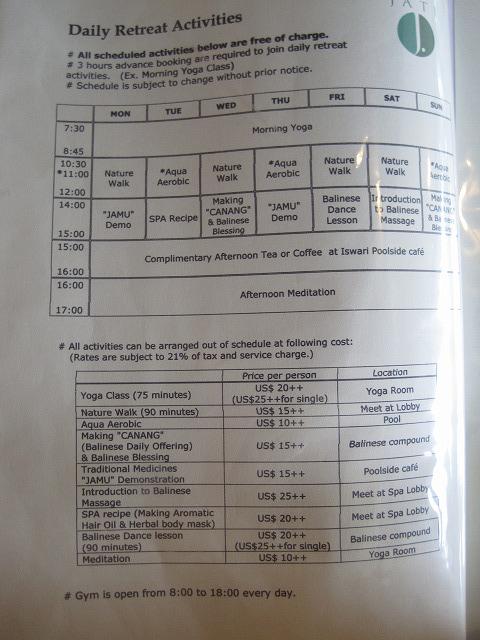 JATI
J.
Daily Retreat Activities
# All scheduled activities below are free of charge.
# 3 hours advance booking are required to join daily retreat
activities. (Ex. Morning Yoga Class)
# Schedule is subject to change without prior notice.
MON TUE WED THU FRI SAT SUN
7:30
8:45
Morning Yoga
10:30
*11:00
12:00
Nature
Walk
*Aqua
Aerobic
Nature
Walk
*Aqua
Aerobic
Nature
Walk
Nature
Walk
*Aqua
Aerobic
14:00
15:00
"JAMU"
Demo
SPA Recipe
Making
"CANANG"
& Balinese
Blessing
"JAMU"
Demo
Balinese
Dance
Lesson
Introduction
to Balinese
Massage
Making
"CANANG"
& Baline
Bles
15:00
16:00
Complimentary Afternoon Tea or Coffee at Iswari Poolside café
16:00
17:00
Afternoon Meditation
# All activities can be arranged out of schedule at following cost:
(Rates are subject to 21% of tax and service charge.)
Price per person Location
Yoga Class (75 minutes) US$ 20++ (US$25++for single) Yoga Room
Nature Walk (90 minutes) US$ 15++ Meet at Lobby
Aqua Aerobic US$ 10++ Pool
Making "CANANG"
(Balinese Daily Offering)
& Balinese Blessing
US$ 15++
Balinese compound
Traditional Medicines
"JAMU" Demonstration
US$ 15++
Poolside café
Introduction to Balinese
Massage
US$ 25++
Meet at Spa Lobby
SPA recipe (Making Aromatic
Hair Oil & Herbal body mask)
US$ 20++
Meet at Spa Lobby
Balinese Dance lesson
(90 minutes)
US$ 20++
(US$25++for single)
Balinese compound
Meditation US$ 10++ Yoga Room
# Gym is open from 8:00 to 18:00 every day.